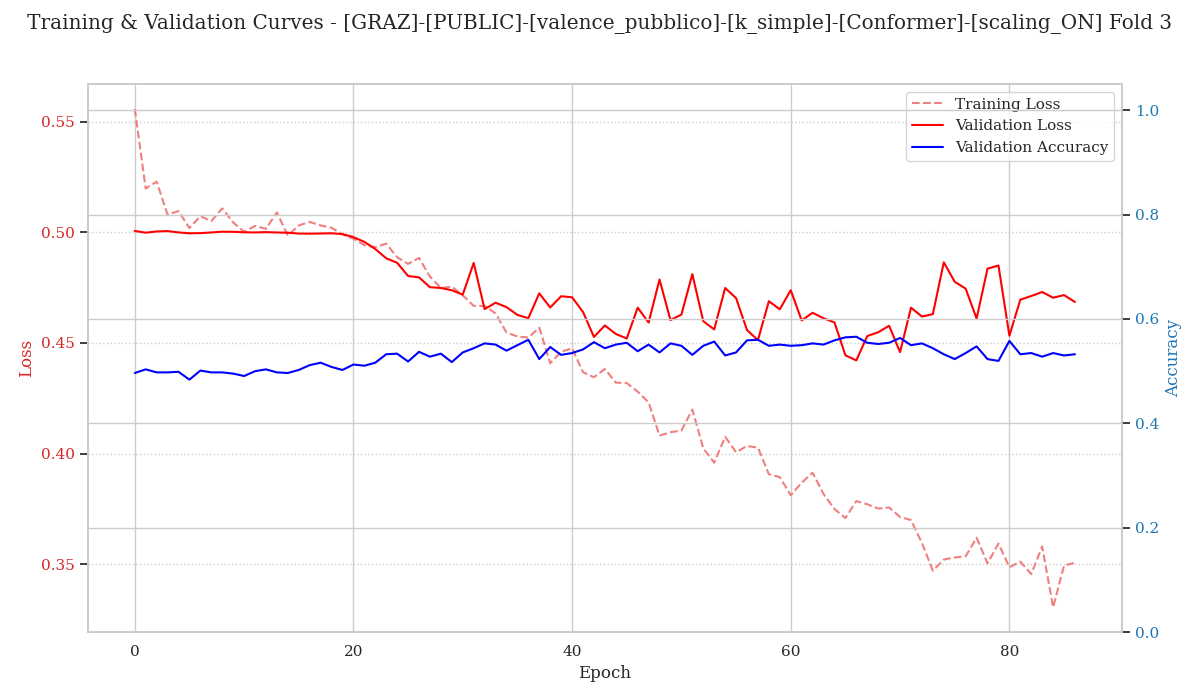 Training & Validation Curves - [GRAZ]-[PUBLIC]-[valence_pubblico]-[k_simple]-[Conformer]-[scaling_ON] Fold 3
Training Loss
Validation Loss
Validation Accuracy
0.55
0.50
0.45
0.40
0.35
Loss
1.0
0.8
0.6
0.4
0.2
0.0
Accuracy
0
20
40
60
80
Epoch